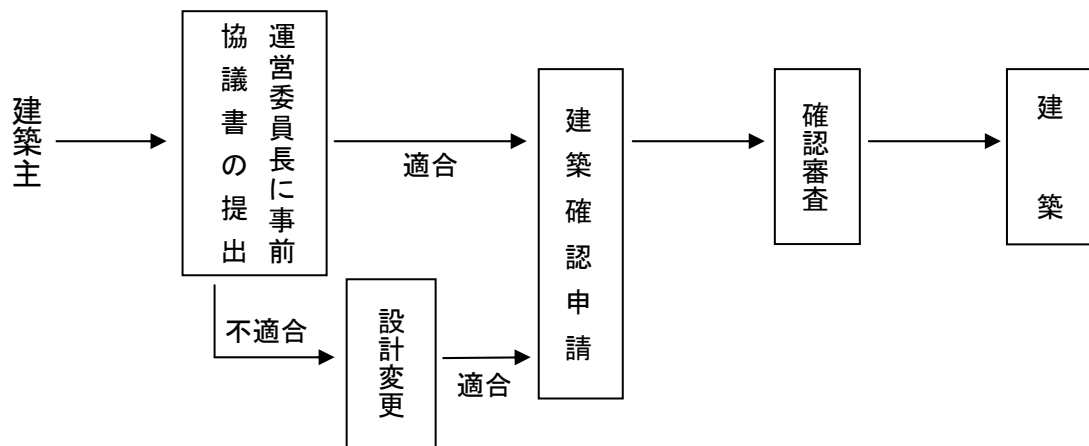 建築主
運営委員長に事前
協議書の提出
適合
不適合
設計変更
適合
建築確認申請
確認審査
建築